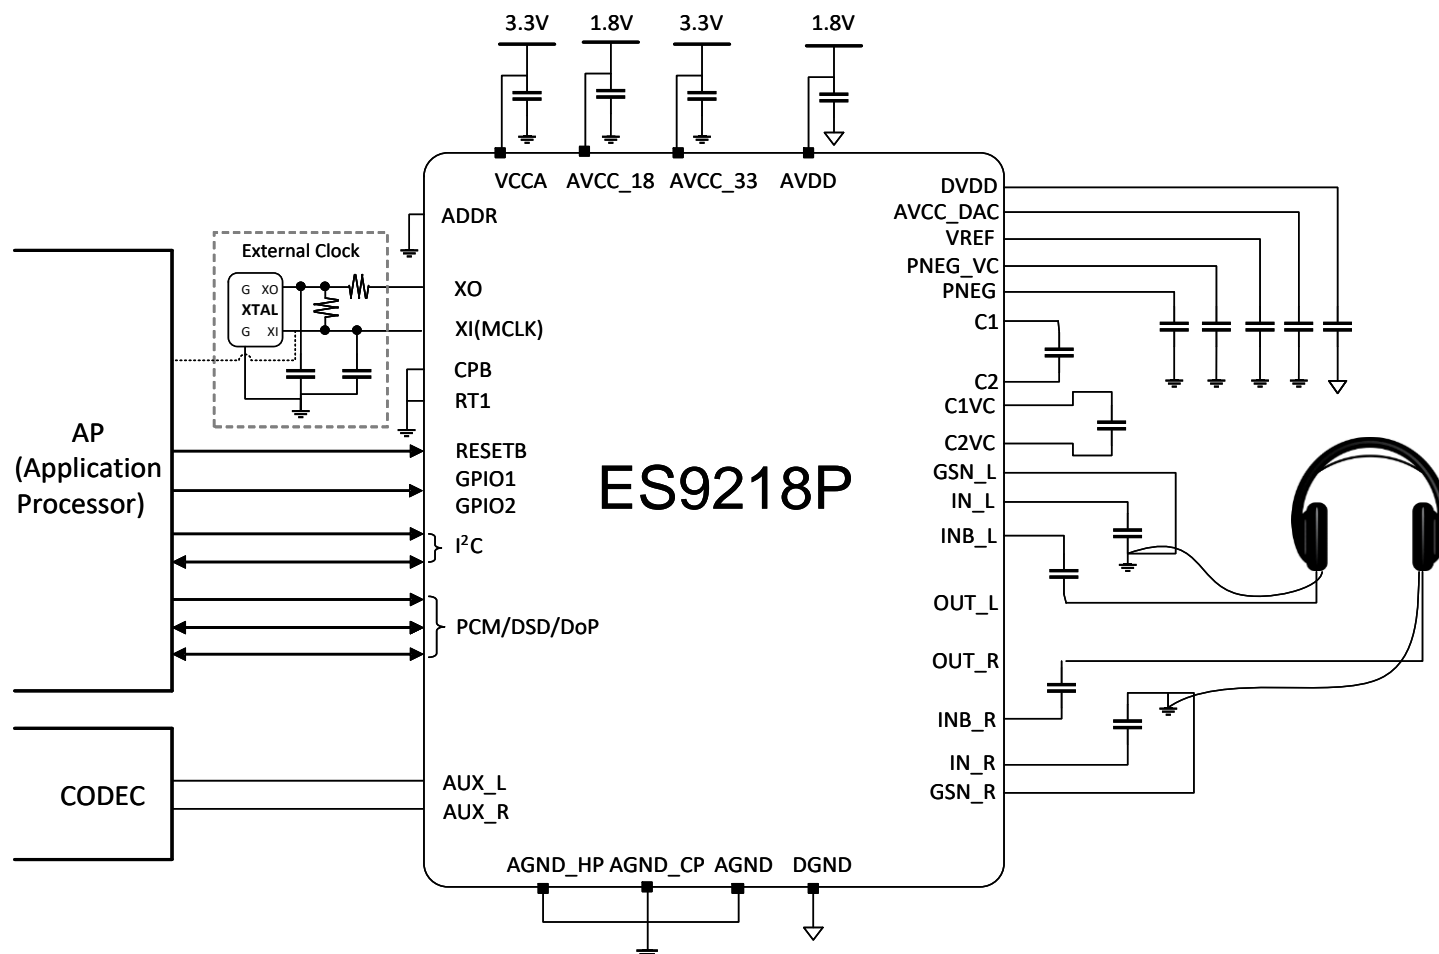 3.3V 1.8V 3.3V 1.8V
VCCA AVCC_18 AVCC_33 AVDD
ADDR
External Clock
G XO
XTAL
G XI
XO
XI(MCLK)
CPB
RT1
AP
(Application
Processor)
RESETB
GPIO1
GPIO2
I²C
PCM/DSD/DoP
CODEC
AUX_L
AUX_R
ES9218P
DVDD
AVCC_DAC
VREF
PNEG_VC
PNEG
C1
C2
C1VC
C2VC
GSN_L
IN_L
INB_L
OUT_L
OUT_R
INB_R
IN_R
GSN_R
AGND_HP AGND_CP AGND DGND